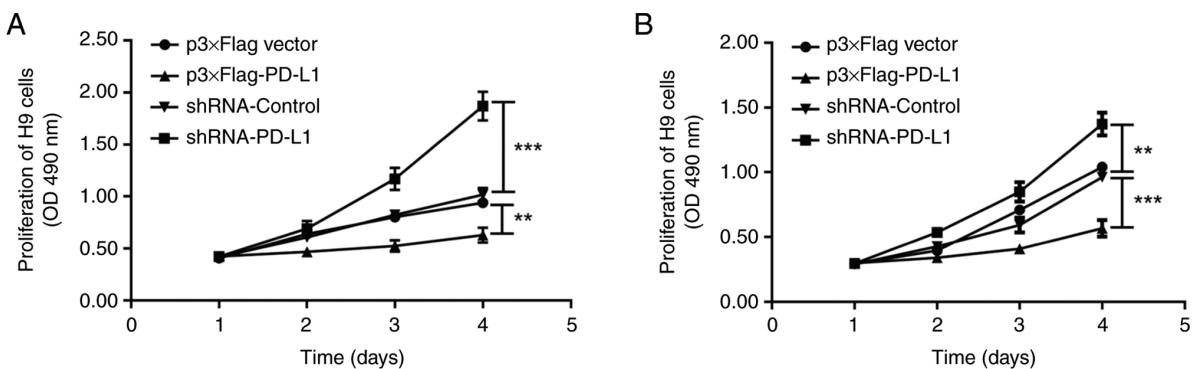 A
Proliferation of H9 cells
(OD 490 nm)
2.50
2.00
1.50
1.00
0.50
0.00
p3×Flag vector
p3×Flag-PD-L1
shRNA-Control
shRNA-PD-L1
***
**
0 1 2 3 4 5
Time (days)
B
Proliferation of H9 cells
(OD 490 nm)
2.00
1.50
1.00
0.50
0.00
p3×Flag vector
p3×Flag-PD-L1
shRNA-Control
shRNA-PD-L1
**
***
0 1 2 3 4 5
Time (days)